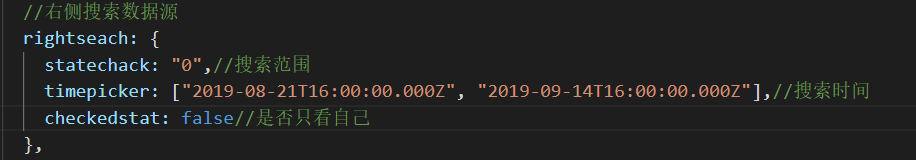 //右侧搜索数据源
rightseach: {
statechack: "0",//搜索范围
timepicker: ["2019-08-21T16:00:00.000Z", "2019-09-14T16:00:00.000Z"],//搜索时间
checkedstat: false//是否只看自己
},